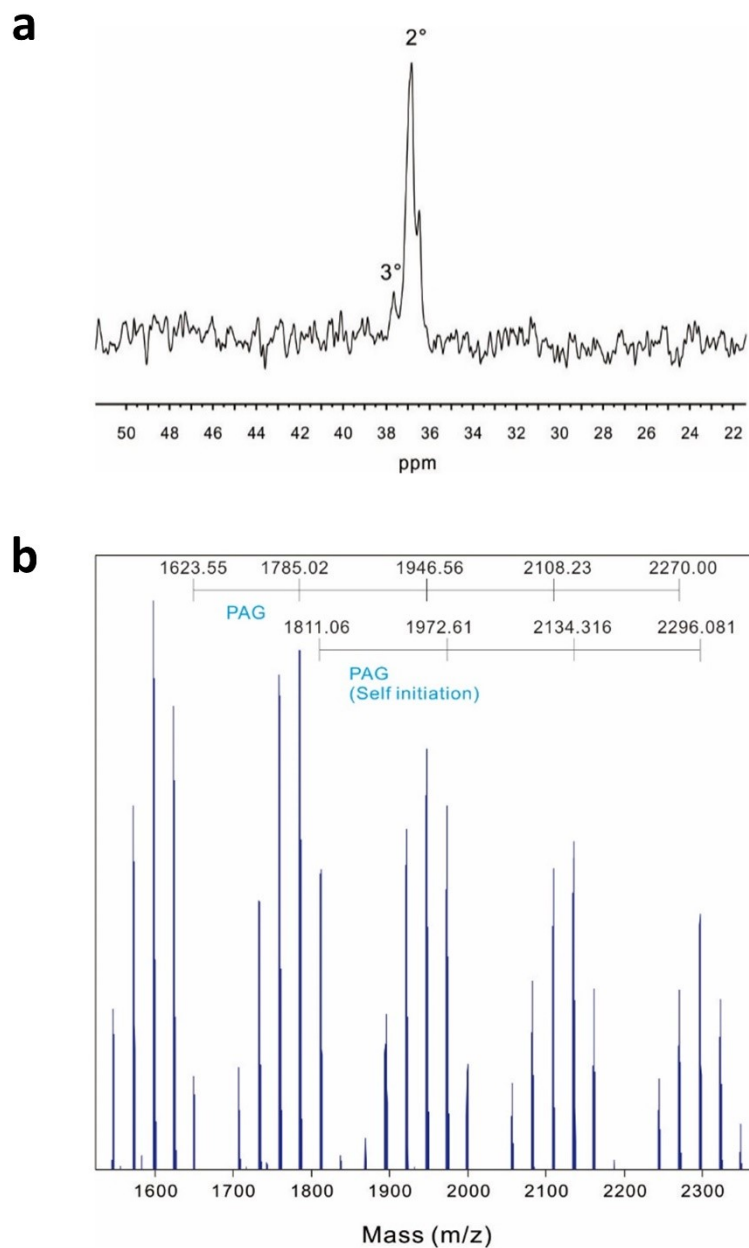 a
2°
3°
50 48 46 44 42 40 38 36 34 32 30 28 26 24 22
ppm
b
1623.55 1785.02 1946.56 2108.23 2270.00
PAG
1811.06 1972.61 2134.316 2296.081
PAG
(Self initiation)
1600 1700 1800 1900 2000 2100 2200 2300
Mass (m/z)